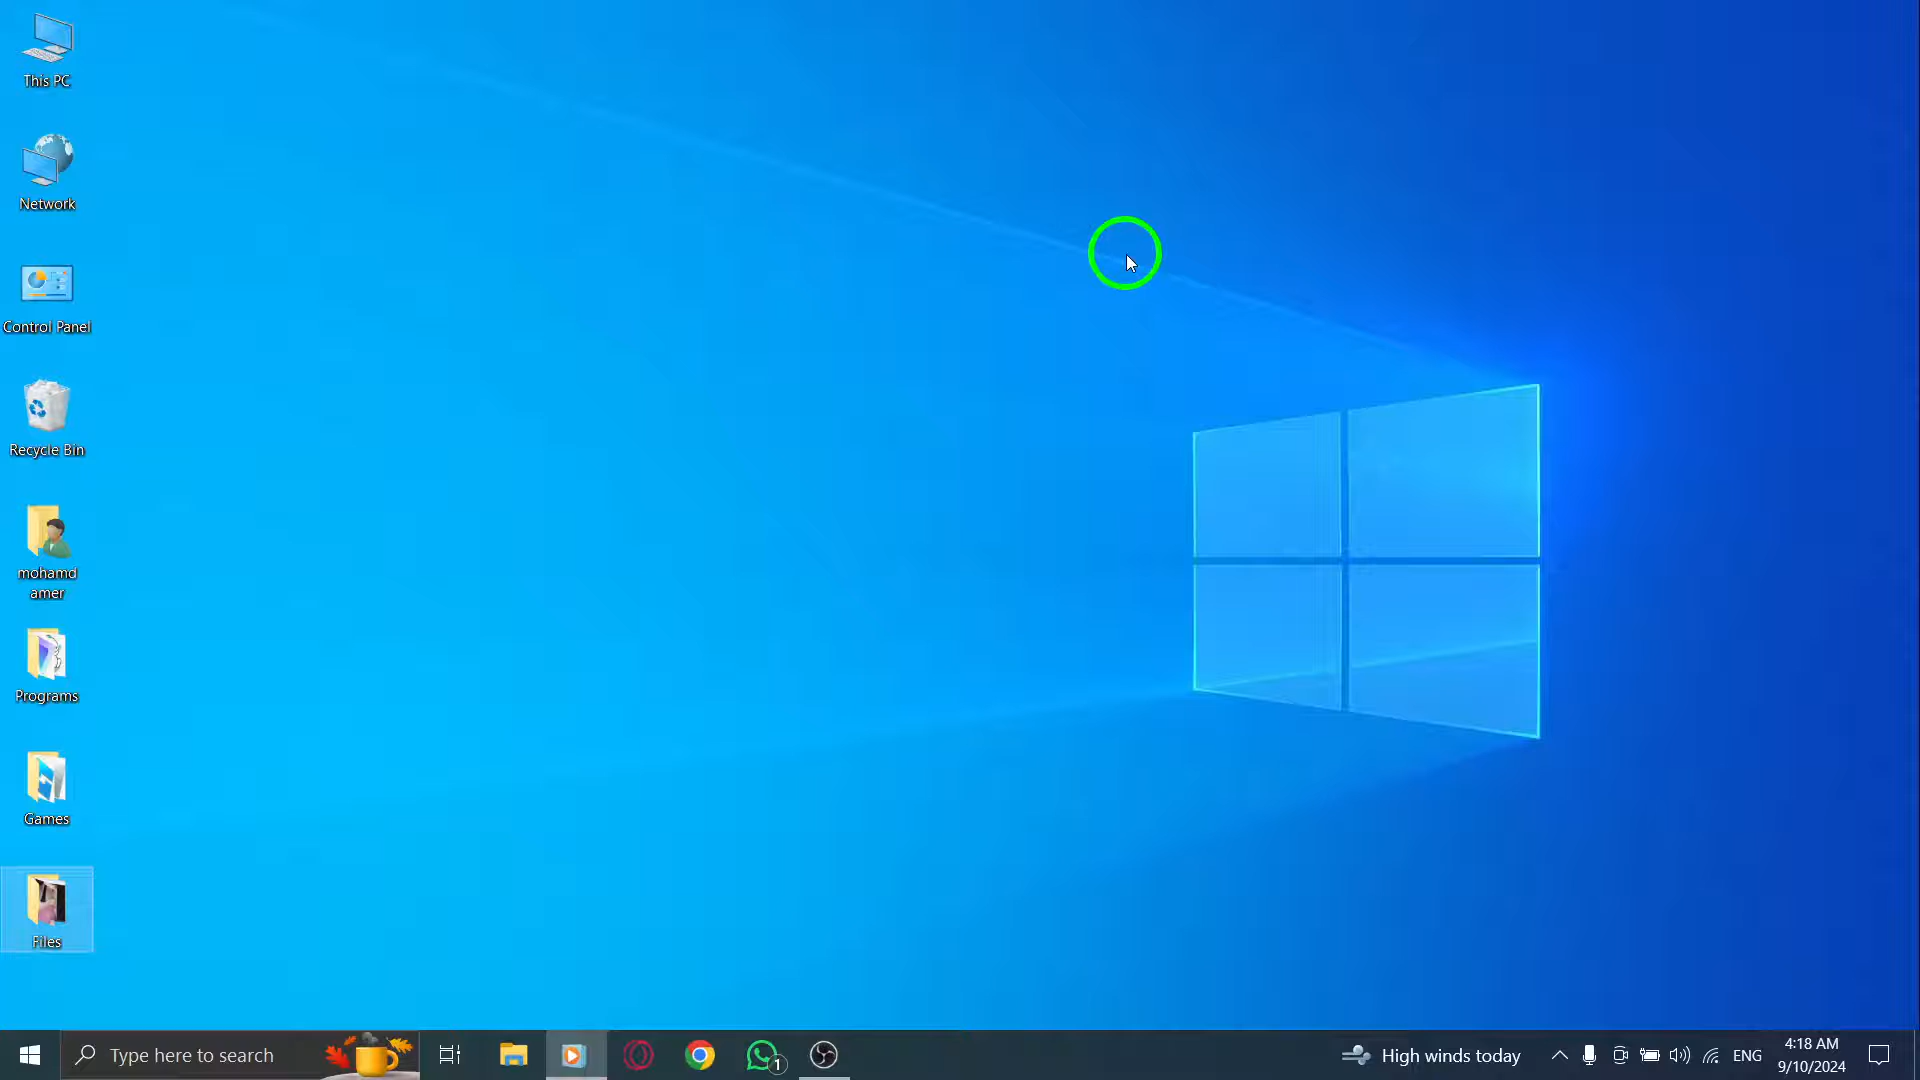 This PC
Network
Control Panel
Recycle Bin
mohamd
amer
Programs
Games
Files
Type here to search
1
High winds today
ENG
4:18 AM
9/10/2024